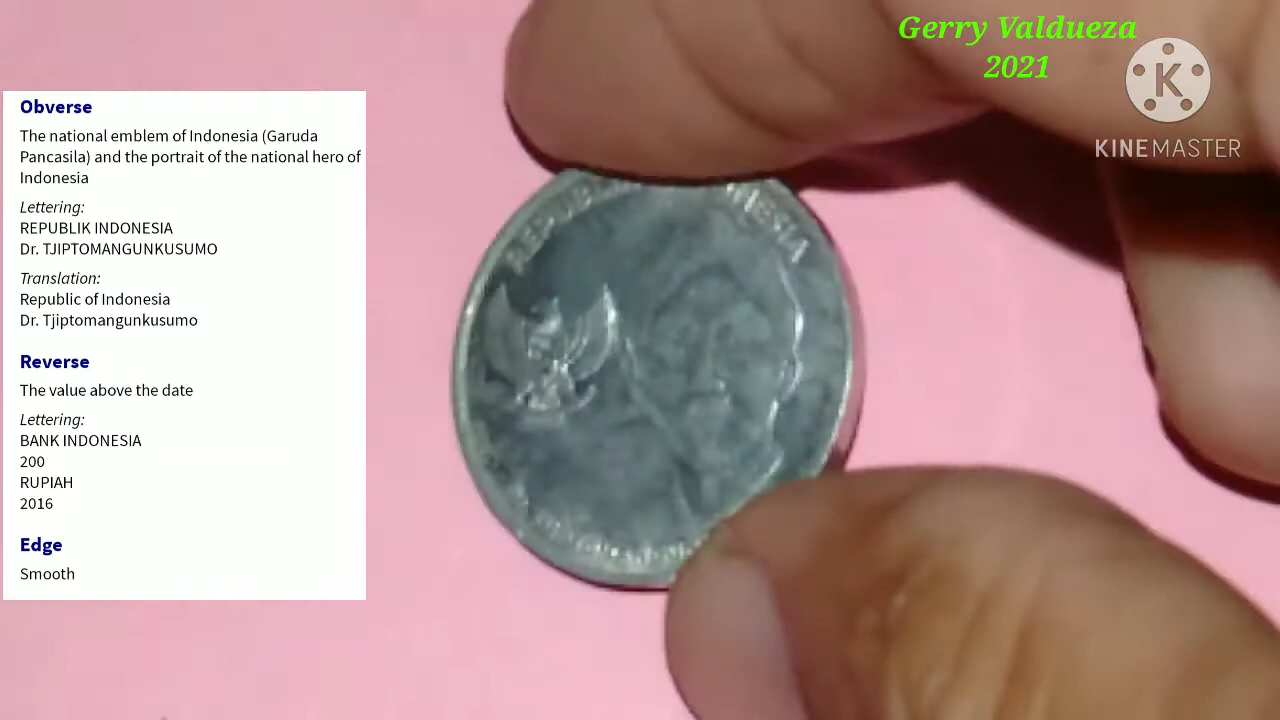 Gerry Valdueza
2021
KINEMASTER
Obverse
The national emblem of Indonesia (Garuda
Pancasila) and the portrait of the national hero of
Indonesia
Lettering:
REPUBLIK INDONESIA
Dr. TJIPTOMANGUNKUSUMO
Translation:
Republic of Indonesia
Dr. Tjiptomangunkusumo
Reverse
The value above the date
Lettering:
BANK INDONESIA
200
RUPIAH
2016
Edge
Smooth